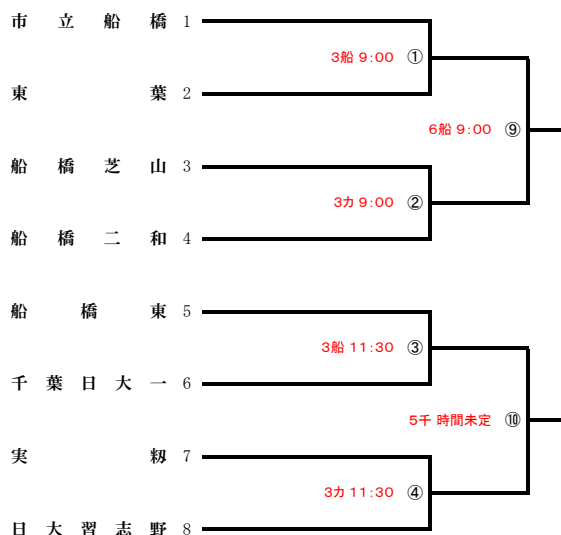 市立船橋 1
3船 9:00 ①
東葉 2
6船 9:00 ⑨
船橋芝山 3
3カ 9:00 ②
船橋二和 4
船橋東 5
3船 11:30 ③
千葉日大一 6
5千 時間未定 ⑩
実籾 7
3カ 11:30 ④
日大習志野 8